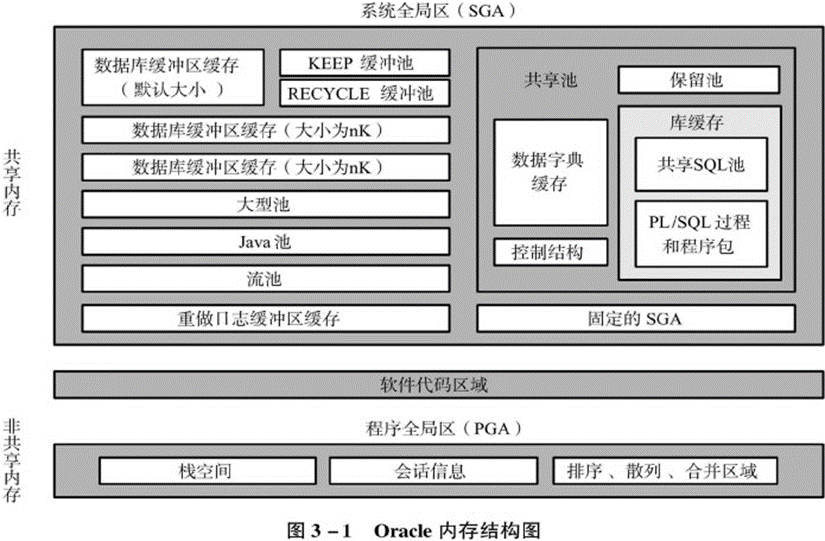 系统全局区（SGA）
共享内存
数据库缓冲区缓存
（默认大小）
KEEP 缓冲池
RECYCLE 缓冲池
数据库缓冲区缓存（大小为nK）
数据库缓冲区缓存（大小为nK）
大型池
Java 池
流池
重做日志缓冲区缓存
共享池
保留池
数据字典
缓存
控制结构
库缓存
共享SQL池
PL/SQL 过程
和程序包
固定的 SGA
软件代码区域
非共享内存
程序全局区（PGA）
栈空间
会话信息
排序、散列、合并区域
图 3-1 Oracle 内存结构图